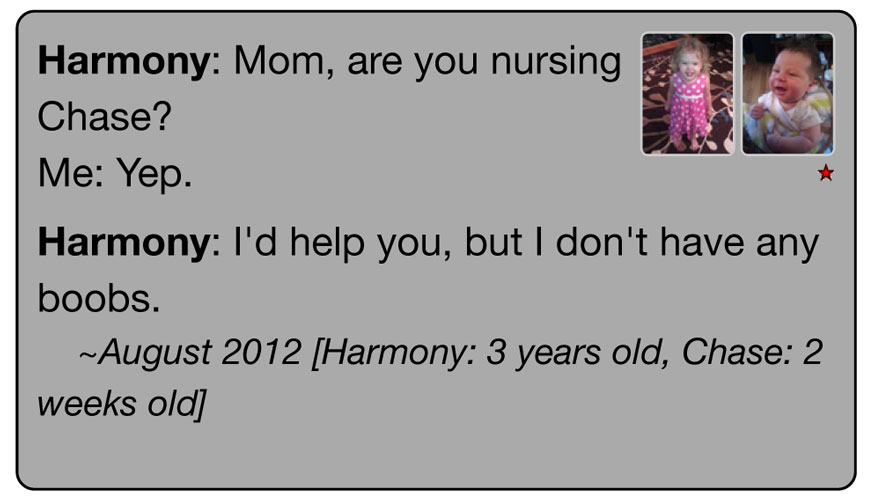 Harmony: Mom, are you nursing
Chase?
Me: Yep.
Harmony: I'd help you, but I don't have any
boobs.
~August 2012 [Harmony: 3 years old, Chase: 2
weeks old]